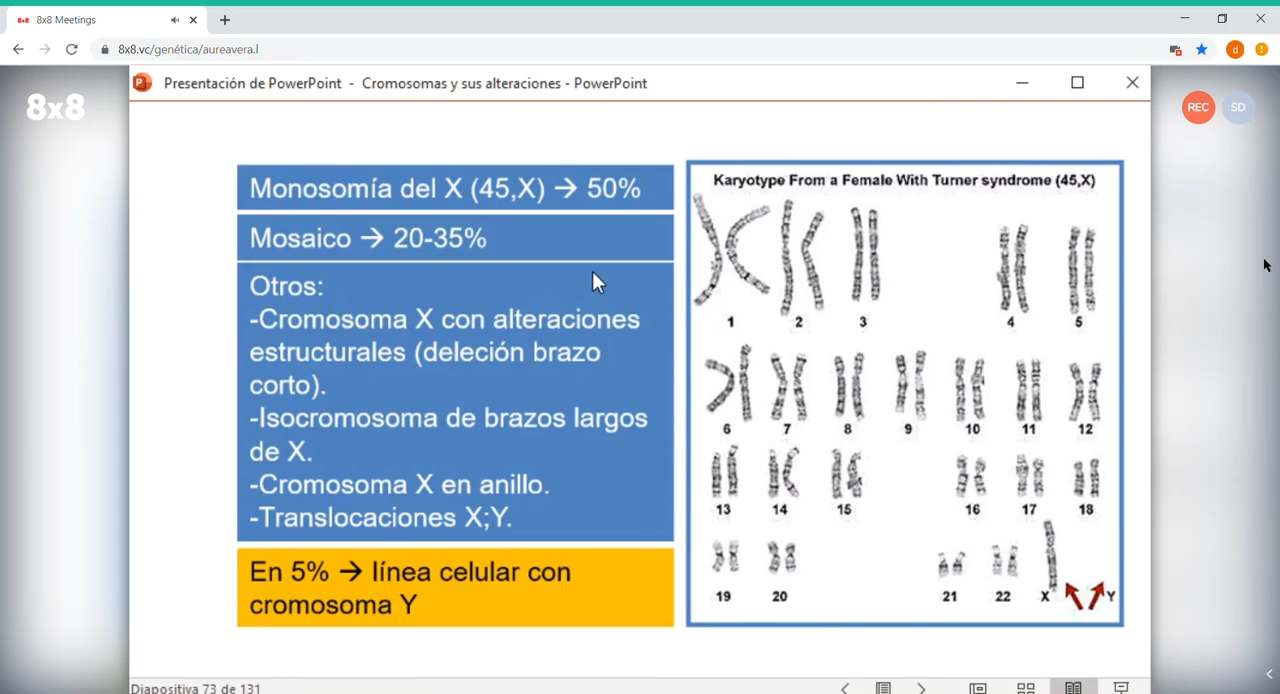 8x8 8x8 Meetings
8x8.vc/genética/aureavera.l
d
8x8
Presentación de PowerPoint - Cromosomas y sus alteraciones - PowerPoint
REC SD
Monosomía del X (45,X) → 50%
Mosaico → 20-35%
Otros:
-Cromosoma X con alteraciones
estructurales (deleción brazo
corto).
-Isocromosoma de brazos largos
de X.
-Cromosoma X en anillo.
-Translocaciones X;Y.
En 5% → línea celular con
cromosoma Y
Karyotype From a Female With Turner syndrome (45,X)
1 2 3 4 5
6 7 8 9 10 11 12
13 14 15 16 17 18
19 20 21 22 X Y
Diapositiva 73 de 131